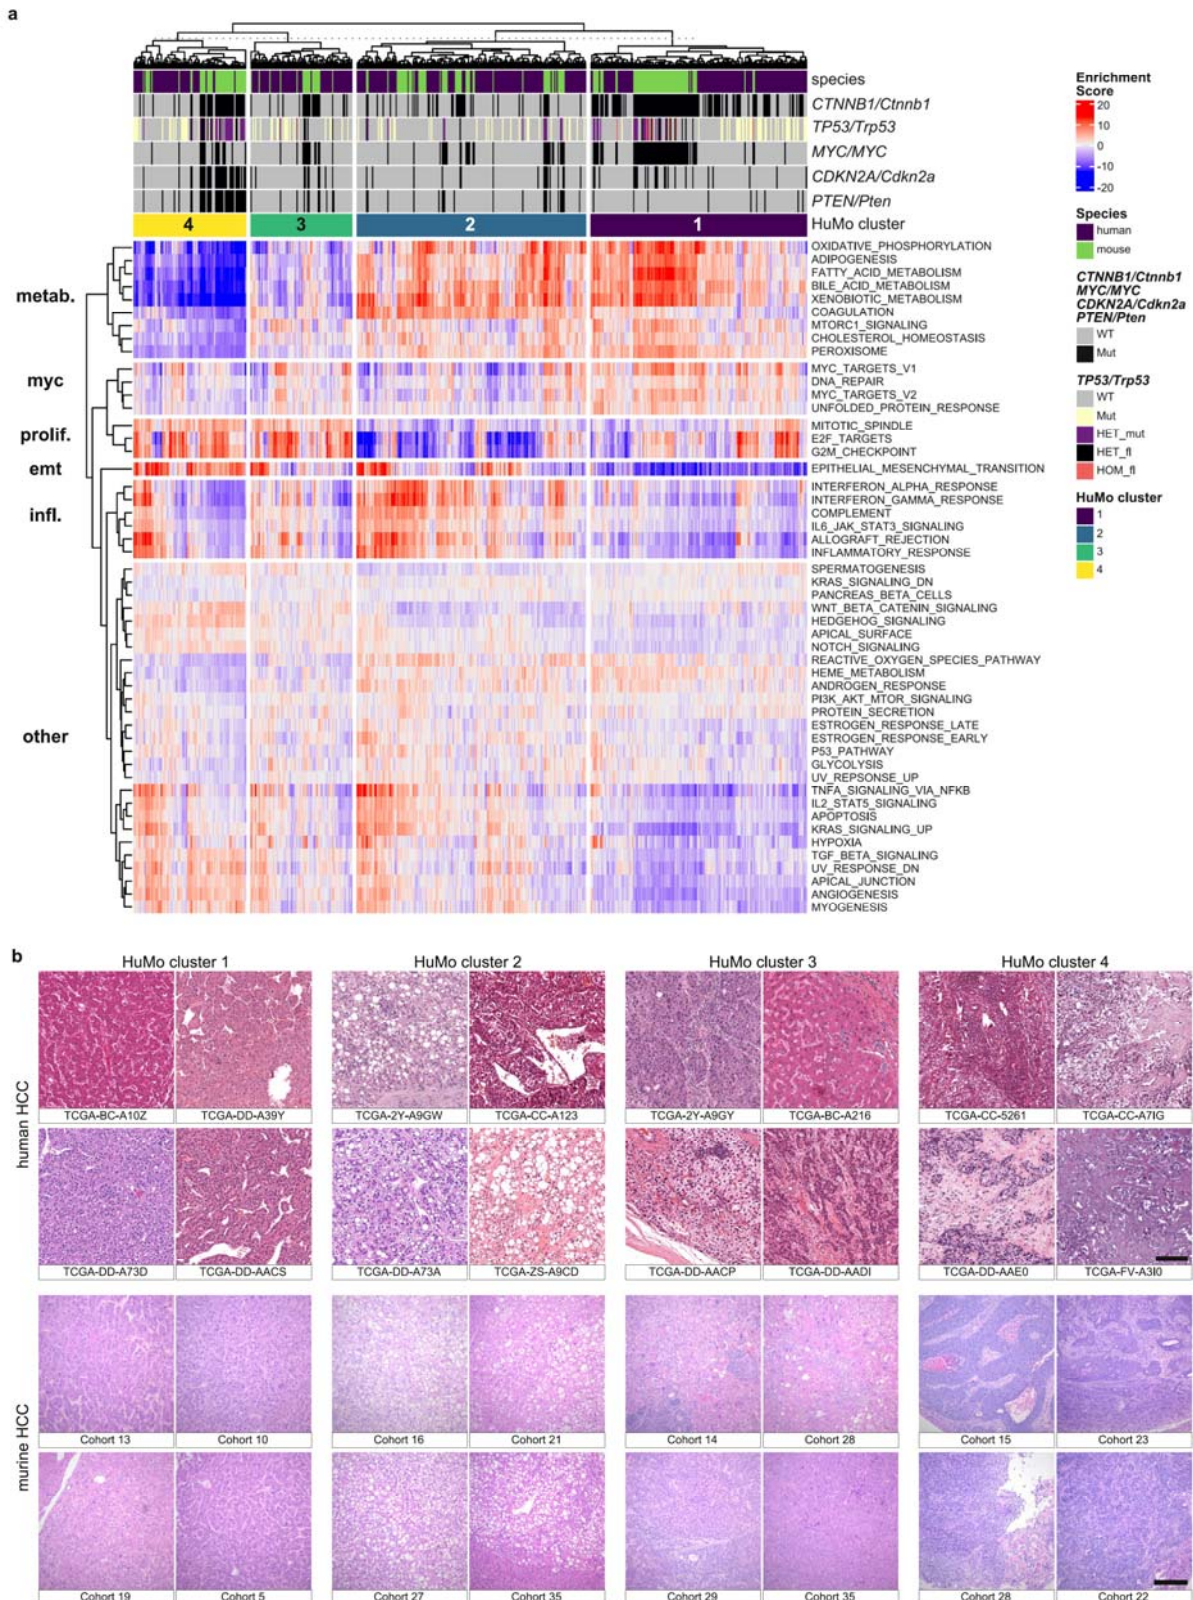 a
species
CTNNB1/Ctnnb1
TP53/Trp53
MYC/MYC
CDKN2A/Cdkn2a
PTEN/Pten
4 3 2 1 HuMo cluster
metab.
OXIDATIVE_PHOSPHORYLATION
ADIPOGENESIS
FATTY_ACID_METABOLISM
BILE_ACID_METABOLISM
XENOBIOTIC_METABOLISM
COAGULATION
MTORC1_SIGNALING
CHOLESTEROL_HOMEOSTASIS
PEROXISOME
myc
MYC_TARGETS_V1
DNA_REPAIR
MYC_TARGETS_V2
UNFOLDED_PROTEIN_RESPONSE
prolif.
MITOTIC_SPINDLE
E2F_TARGETS
G2M_CHECKPOINT
emt
EPITHELIAL_MESENCHYMAL_TRANSITION
infl.
INTERFERON_ALPHA_RESPONSE
INTERFERON_GAMMA_RESPONSE
COMPLEMENT
IL6_JAK_STAT3_SIGNALING
ALLOGRAFT_REJECTION
INFLAMMATORY_RESPONSE
other
SPERMATOGENESIS
KRAS_SIGNALING_DN
PANCREAS_BETA_CELLS
WNT_BETA_CATENIN_SIGNALING
HEDGEHOG_SIGNALING
APICAL_SURFACE
NOTCH_SIGNALING
REACTIVE_OXYGEN_SPECIES_PATHWAY
HEME_METABOLISM
ANDROGEN_RESPONSE
PI3K_AKT_MTOR_SIGNALING
PROTEIN_SECRETION
ESTROGEN_RESPONSE_LATE
ESTROGEN_RESPONSE_EARLY
P53_PATHWAY
GLYCOLYSIS
UV_REPSONSE_UP
TNFA_SIGNALING_VIA_NFKB
IL2_STAT5_SIGNALING
APOPTOSIS
KRAS_SIGNALING_UP
HYPOXIA
TGF_BETA_SIGNALING
UV_RESPONSE_DN
APICAL_JUNCTION
ANGIOGENESIS
MYOGENESIS
Enrichment
Score
20
10
0
-10
-20
Species
human
mouse
CTNNB1/Ctnnb1
MYC/MYC
CDKN2A/Cdkn2a
PTEN/Pten
WT
Mut
TP53/Trp53
WT
Mut
HET_mut
HET_fl
HOM_fl
HuMo cluster
1
2
3
4
b
HuMo cluster 1 HuMo cluster 2 HuMo cluster 3 HuMo cluster 4
human HCC
TCGA-BC-A10Z TCGA-DD-A39Y TCGA-2Y-A9GW TCGA-CC-A123 TCGA-2Y-A9GY TCGA-BC-A216 TCGA-CC-5261 TCGA-CC-A7IG
TCGA-DD-A73D TCGA-DD-AACS TCGA-DD-A73A TCGA-ZS-A9CD TCGA-DD-AACP TCGA-DD-AADI TCGA-DD-AAE0 TCGA-FV-A3I0
murine HCC
Cohort 13 Cohort 10 Cohort 16 Cohort 21 Cohort 14 Cohort 28 Cohort 15 Cohort 23
Cohort 19 Cohort 5 Cohort 27 Cohort 35 Cohort 29 Cohort 35 Cohort 28 Cohort 22